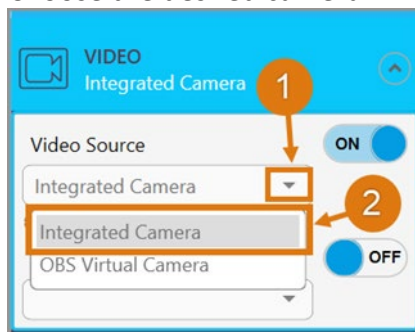 VIDEO
Integrated Camera
1
Video Source
ON
Integrated Camera
2
Integrated Camera
OBS Virtual Camera
OFF